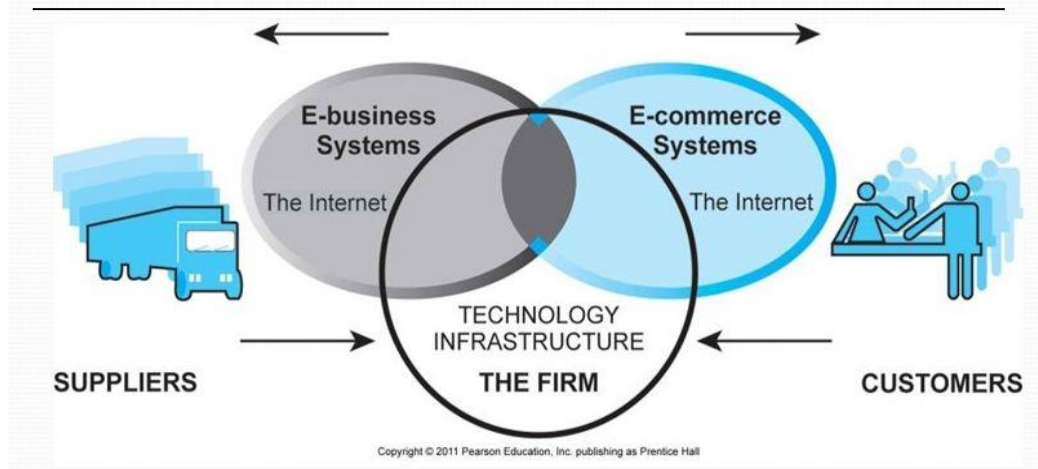 E-business
Systems
E-commerce
Systems
The Internet
The Internet
TECHNOLOGY
INFRASTRUCTURE
THE FIRM
SUPPLIERS
CUSTOMERS
Copyright © 2011 Pearson Education, Inc. publishing as Prentice Hall